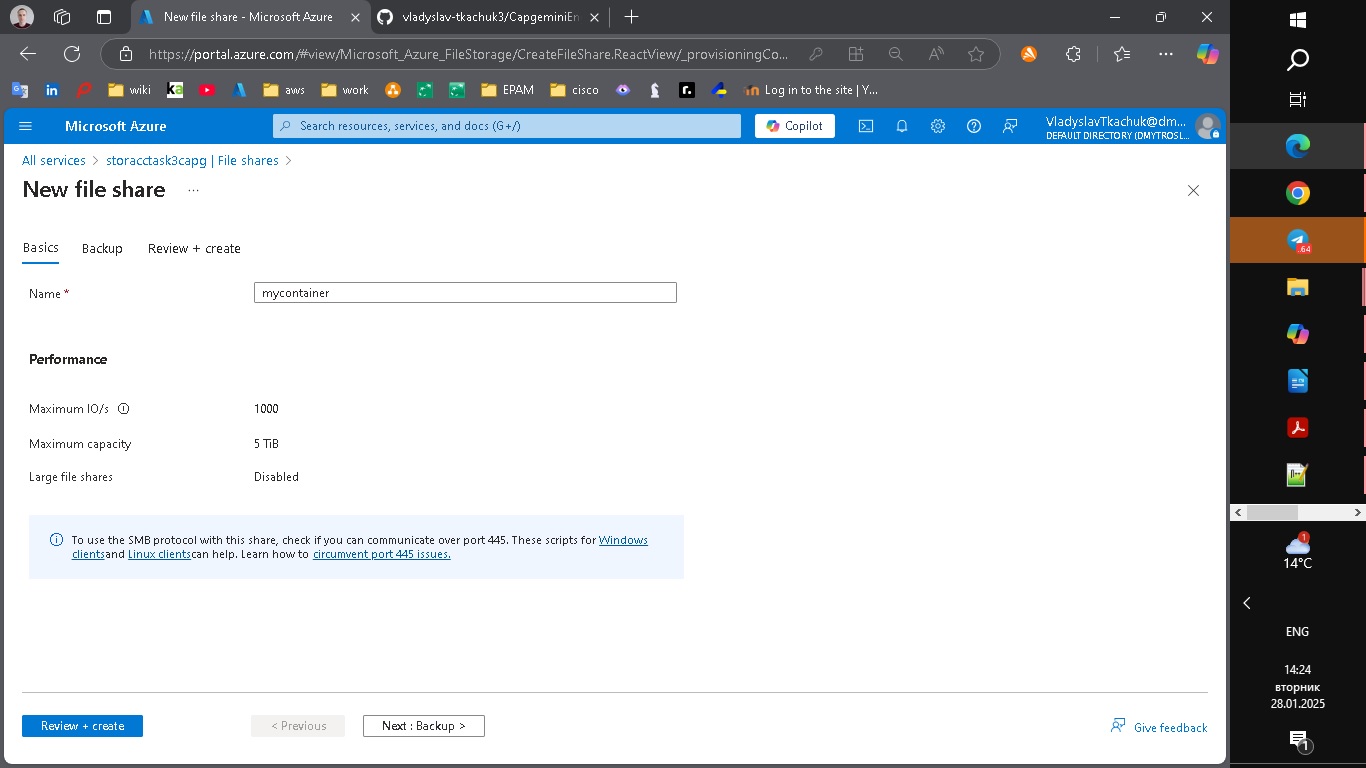 New file share - Microsoft Azure
vladyslav-tkachuk3/CapgeminiEn
https://portal.azure.com/#view/Microsoft_Azure_FileStorage/CreateFileShare.ReactView/_provisioningCo...
wiki
ka
aws
work
EPAM
cisco
r.
Log in to the site | Y...
Microsoft Azure
Search resources, services, and docs (G+/)
Copilot
VladyslavTkachuk@dm...
DEFAULT DIRECTORY (DMYTROSL...
All services > storacctask3capg | File shares >
New file share ...
Basics
Backup
Review + create
Name *
mycontainer
Performance
Maximum IO/s
1000
Maximum capacity
5 TiB
Large file shares
Disabled
To use the SMB protocol with this share, check if you can communicate over port 445. These scripts for Windows
clientsand Linux clientscan help. Learn how to circumvent port 445 issues.
Review + create
< Previous
Next : Backup >
Give feedback
64
1
14°C
ENG
14:24
вторник
28.01.2025
1